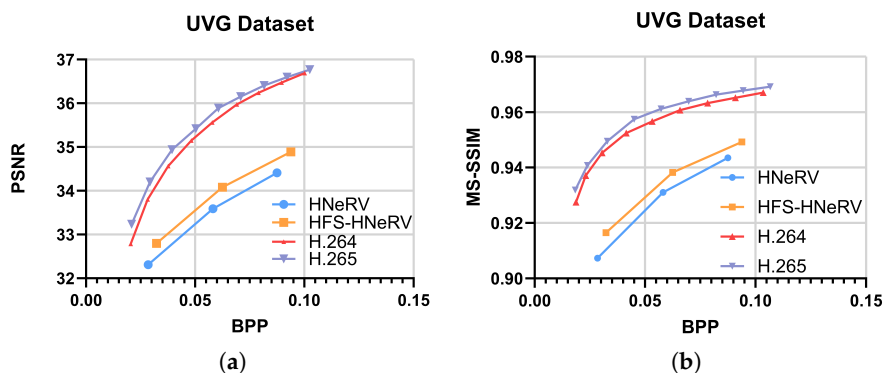 UVG Dataset
PSNR
37
36
35
34
33
32
0.00
0.05
0.10
0.15
BPP
HNeRV
HFS-HNeRV
H.264
H.265
(a)
UVG Dataset
MS-SSIM
0.98
0.96
0.94
0.92
0.90
0.00
0.05
0.10
0.15
BPP
HNeRV
HFS-HNeRV
H.264
H.265
(b)